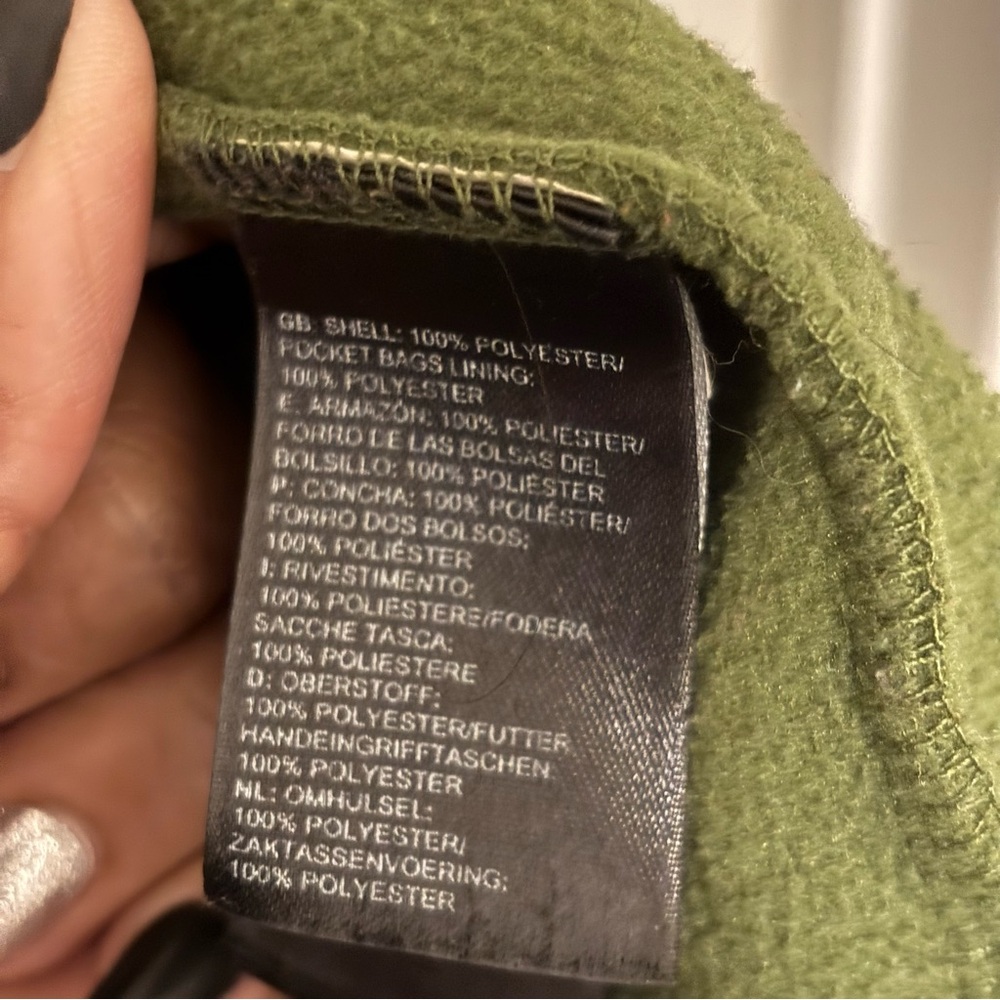 GB: SHELL: 100% POLYESTER/
POCKET BAGS LINING:
100% POLYESTER
E: ARMAZÓN: 100% POLIÉSTER/
FORRO DE LAS BOLSAS DEL
BOLSILLO: 100% POLIÉSTER
P: CONCHA: 100% POLIÉSTER/
FORRO DOS BOLSOS:
100% POLIÉSTER
I: RIVESTIMENTO:
100% POLIESTERE/FODERA
SACCHE TASCA:
100% POLIESTERE
D: OBERSTOFF:
100% POLYESTER/FUTTER
HANDEINGRIFFTASCHEN:
100% POLYESTER
NL: OMHULSEL:
100% POLYESTER/
ZAKTASSENVOERING:
100% POLYESTER